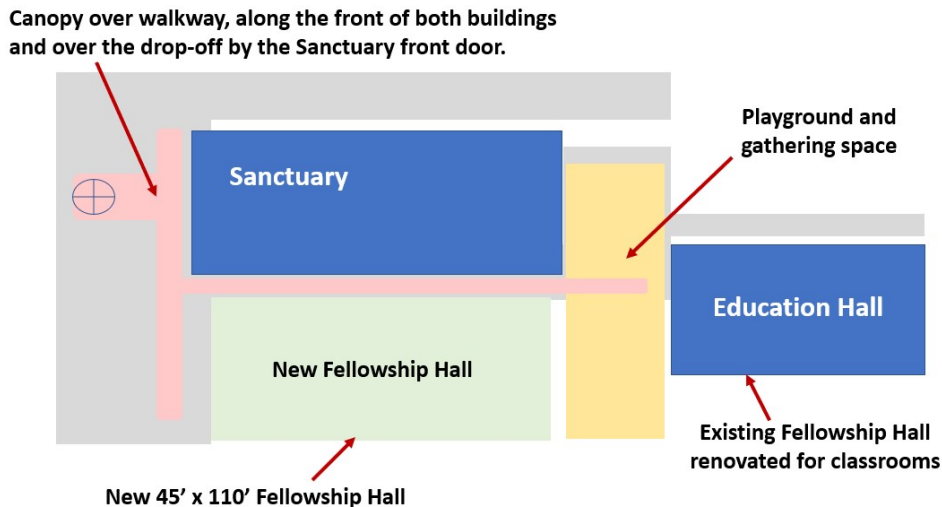 Canopy over walkway, along the front of both buildings
and over the drop-off by the Sanctuary front door.
Playground and
gathering space
Sanctuary
Education Hall
New Fellowship Hall
Existing Fellowship Hall
renovated for classrooms
New 45’ x 110’ Fellowship Hall